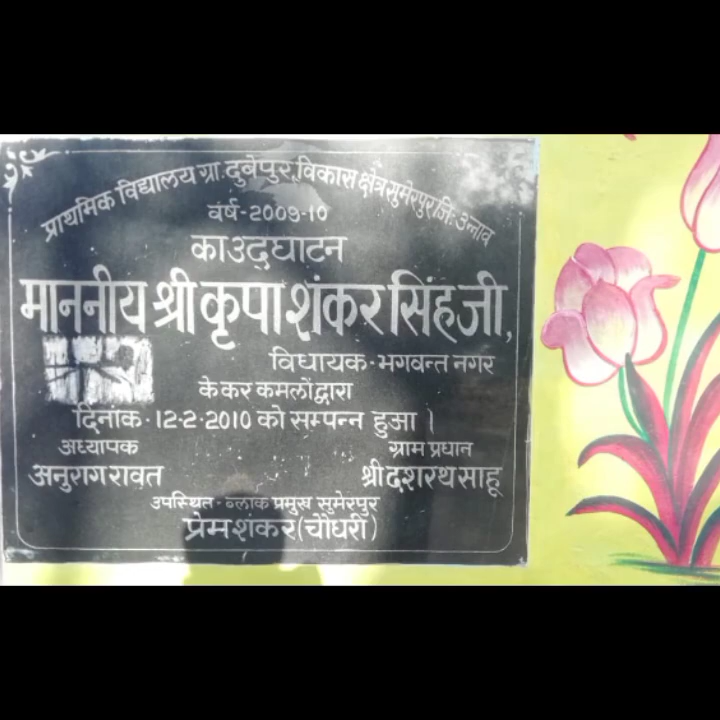 प्राथमिक विद्यालय ग्रा. दुबेपुर, विकास क्षेत्र सुमेरपुर जि: उन्नाव
वर्ष-2009-10
का उद्घाटन
माननीय श्री कृपा शंकर सिंह जी,
विधायक-भगवन्त नगर
के कर कमलों द्वारा
दिनांक-12-2-2010 को सम्पन्न हुआ।
अध्यापक ग्राम प्रधान
अनुराग रावत श्री दशरथ साहू
उपस्थित-ब्लाक प्रमुख सुमेरपुर
प्रेम शंकर (चौधरी)